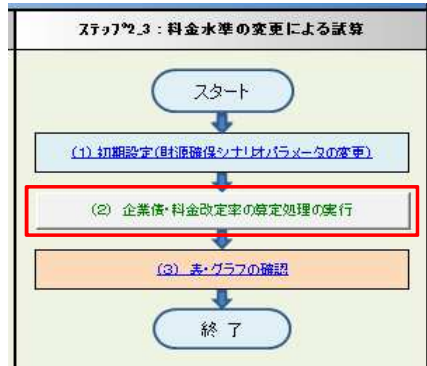 ステップ2_3：料金水準の変更による試算
スタート
(1) 初期設定(財源確保シナリオパラメータの変更)
(2) 企業債・料金改定率の算定処理の実行
(3) 表・グラフの確認
終 了